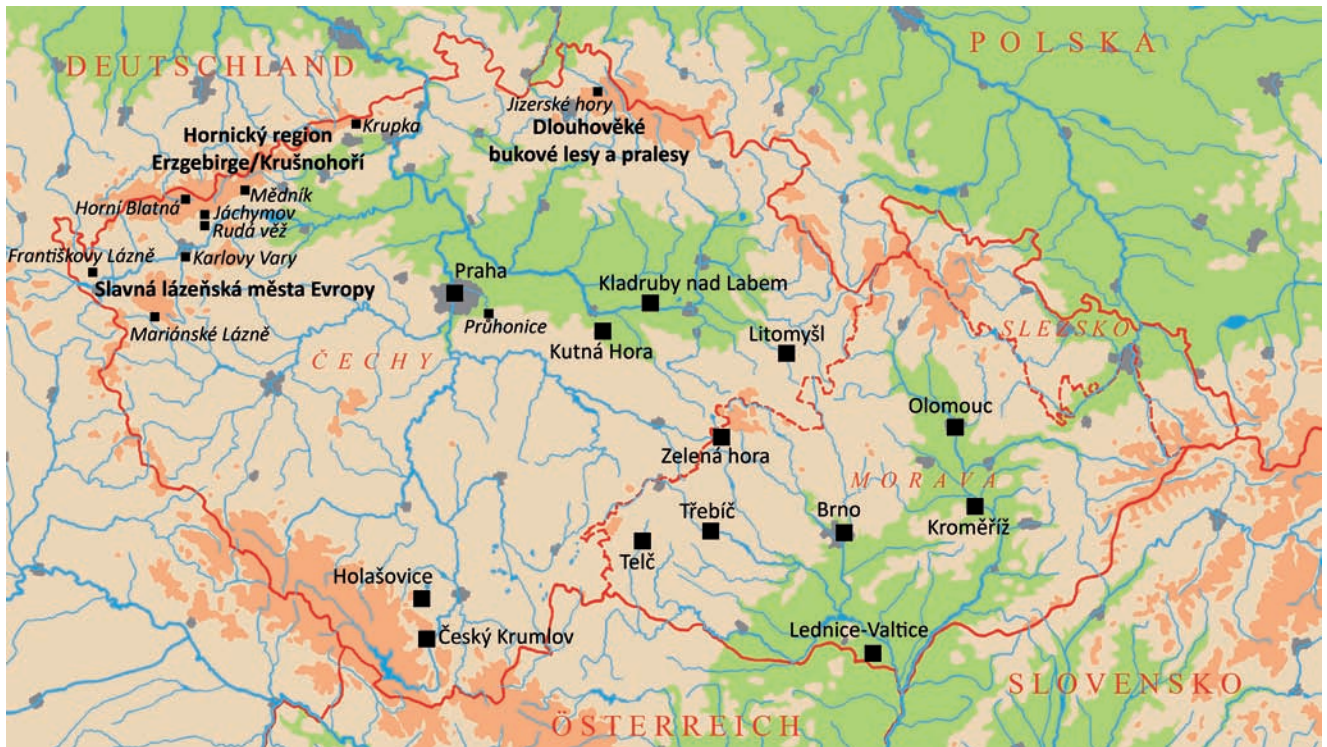 POLSKA
DEUTSCHLAND
Jizerské hory
Krupka
Dlouhověké
bukové lesy a pralesy
Hornický region
Erzgebirge/Krušnohoří
Mědník
Horní Blatná
Jáchymov
Rudá věž
Františkovy Lázně
Karlovy Vary
Slavná lázeňská města Evropy
Mariánské Lázně
Praha
Průhonice
Kladruby nad Labem
Kutná Hora
Litomyšl
SLEZSKO
ČECHY
Olomouc
Zelená hora
MORAVA
Kroměříž
Třebíč
Brno
Telč
Holašovice
Český Krumlov
Lednice-Valtice
SLOVENSKO
ÖSTERREICH